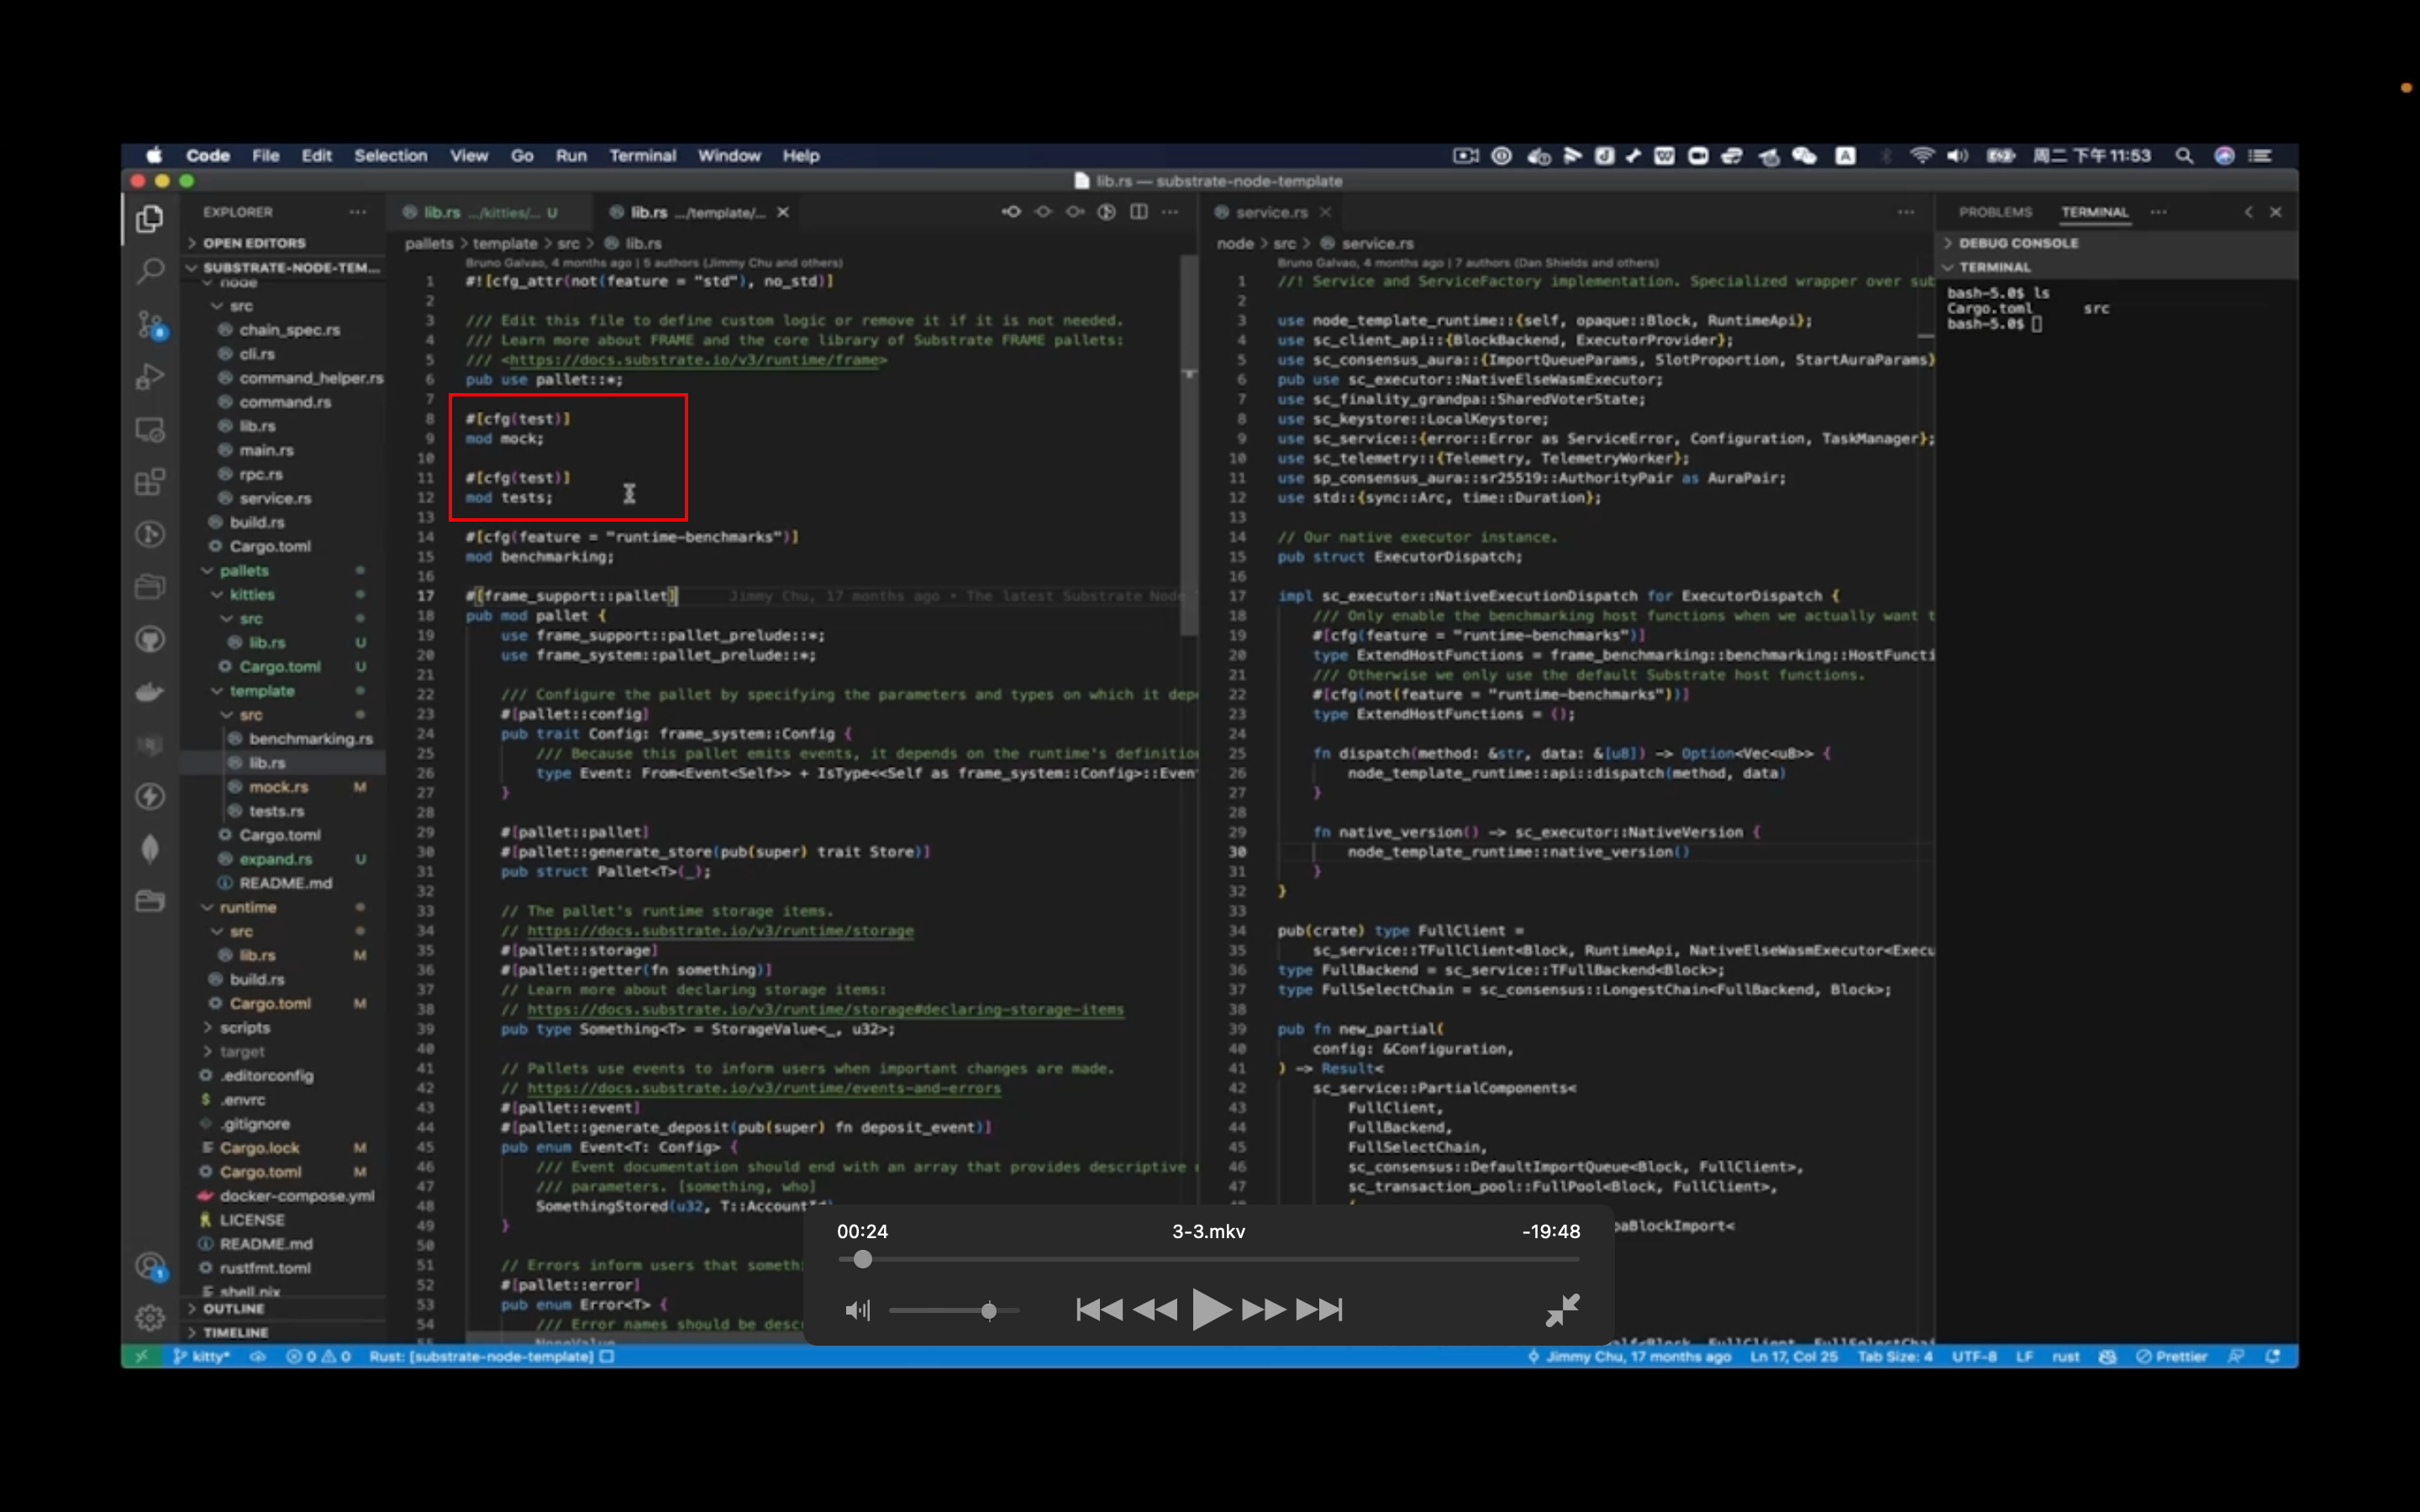 Code File Edit Selection View Go Run Terminal Window Help
周二 下午11:53
lib.rs — substrate-node-template
EXPLORER
OPEN EDITORS
SUBSTRATE-NODE-TEM...
node
src
chain_spec.rs
cli.rs
command_helper.rs
command.rs
lib.rs
main.rs
rpc.rs
service.rs
build.rs
Cargo.toml
pallets
kitties
src
lib.rs U
Cargo.toml U
template
src
benchmarking.rs
lib.rs
mock.rs M
tests.rs
Cargo.toml
expand.rs U
README.md
runtime
src
lib.rs M
build.rs
Cargo.toml M
scripts
target
.editorconfig
.envrc
.gitignore
Cargo.lock M
Cargo.toml M
docker-compose.yml
LICENSE
README.md
rustfmt.toml
shell.nix
OUTLINE
TIMELINE
lib.rs .../kitties/... U
lib.rs .../template/...
pallets > template > src > lib.rs
Bruno Galvao, 4 months ago | 5 authors (Jimmy Chu and others)
1 #![cfg_attr(not(feature = "std"), no_std)]
2
3 /// Edit this file to define custom logic or remove it if it is not needed.
4 /// Learn more about FRAME and the core library of Substrate FRAME pallets:
5 /// <https://docs.substrate.io/v3/runtime/frame>
6 pub use pallet::*;
7
8 #[cfg(test)]
9 mod mock;
10
11 #[cfg(test)]
12 mod tests;
13
14 #[cfg(feature = "runtime-benchmarks")]
15 mod benchmarking;
16
17 #[frame_support::pallet] Jimmy Chu, 17 months ago • The latest Substrate Node
18 pub mod pallet {
19 use frame_support::pallet_prelude::*;
20 use frame_system::pallet_prelude::*;
21
22 /// Configure the pallet by specifying the parameters and types on which it dep
23 #[pallet::config]
24 pub trait Config: frame_system::Config {
25 /// Because this pallet emits events, it depends on the runtime's definitio
26 type Event: From<Event<Self>> + IsType<<Self as frame_system::Config>::Even
27 }
28
29 #[pallet::pallet]
30 #[pallet::generate_store(pub(super) trait Store)]
31 pub struct Pallet<T>(_);
32
33 // The pallet's runtime storage items.
34 // https://docs.substrate.io/v3/runtime/storage
35 #[pallet::storage]
36 #[pallet::getter(fn something)]
37 // Learn more about declaring storage items:
38 // https://docs.substrate.io/v3/runtime/storage#declaring-storage-items
39 pub type Something<T> = StorageValue<_, u32>;
40
41 // Pallets use events to inform users when important changes are made.
42 // https://docs.substrate.io/v3/runtime/events-and-errors
43 #[pallet::event]
44 #[pallet::generate_deposit(pub(super) fn deposit_event)]
45 pub enum Event<T: Config> {
46 /// Event documentation should end with an array that provides descriptive
47 /// parameters. [something, who]
48 SomethingStored(u32, T::AccountId)
49 }
50
51 // Errors inform users that somethi
52 #[pallet::error]
53 pub enum Error<T> {
54 /// Error names should be desc
55 NoneValue
service.rs
node > src > service.rs
Bruno Galvao, 4 months ago | 7 authors (Dan Shields and others)
1 //! Service and ServiceFactory implementation. Specialized wrapper over sub
2
3 use node_template_runtime::{self, opaque::Block, RuntimeApi};
4 use sc_client_api::{BlockBackend, ExecutorProvider};
5 use sc_consensus_aura::{ImportQueueParams, SlotProportion, StartAuraParams}
6 pub use sc_executor::NativeElseWasmExecutor;
7 use sc_finality_grandpa::SharedVoterState;
8 use sc_keystore::LocalKeystore;
9 use sc_service::{error::Error as ServiceError, Configuration, TaskManager};
10 use sc_telemetry::{Telemetry, TelemetryWorker};
11 use sp_consensus_aura::sr25519::AuthorityPair as AuraPair;
12 use std::{sync::Arc, time::Duration};
13
14 // Our native executor instance.
15 pub struct ExecutorDispatch;
16
17 impl sc_executor::NativeExecutionDispatch for ExecutorDispatch {
18 /// Only enable the benchmarking host functions when we actually want t
19 #[cfg(feature = "runtime-benchmarks")]
20 type ExtendHostFunctions = frame_benchmarking::benchmarking::HostFuncti
21 /// Otherwise we only use the default Substrate host functions.
22 #[cfg(not(feature = "runtime-benchmarks"))]
23 type ExtendHostFunctions = ();
24
25 fn dispatch(method: &str, data: &[u8]) -> Option<Vec<u8>> {
26 node_template_runtime::api::dispatch(method, data)
27 }
28
29 fn native_version() -> sc_executor::NativeVersion {
30 node_template_runtime::native_version()
31 }
32 }
33
34 pub(crate) type FullClient =
35 sc_service::TFullClient<Block, RuntimeApi, NativeElseWasmExecutor<Execu
36 type FullBackend = sc_service::TFullBackend<Block>;
37 type FullSelectChain = sc_consensus::LongestChain<FullBackend, Block>;
38
39 pub fn new_partial(
40 config: &Configuration,
41 ) -> Result<
42 sc_service::PartialComponents<
43 FullClient,
44 FullBackend,
45 FullSelectChain,
46 sc_consensus::DefaultImportQueue<Block, FullClient>,
47 sc_transaction_pool::FullPool<Block, FullClient>,
(
paBlockImport<
PROBLEMS TERMINAL
DEBUG CONSOLE
TERMINAL
bash-5.0$ ls
Cargo.toml src
bash-5.0$
00:24 3-3.mkv -19:48
kitty* 0 0 Rust: [substrate-node-template]
Jimmy Chu, 17 months ago Ln 17, Col 25 Tab Size: 4 UTF-8 LF rust Prettier